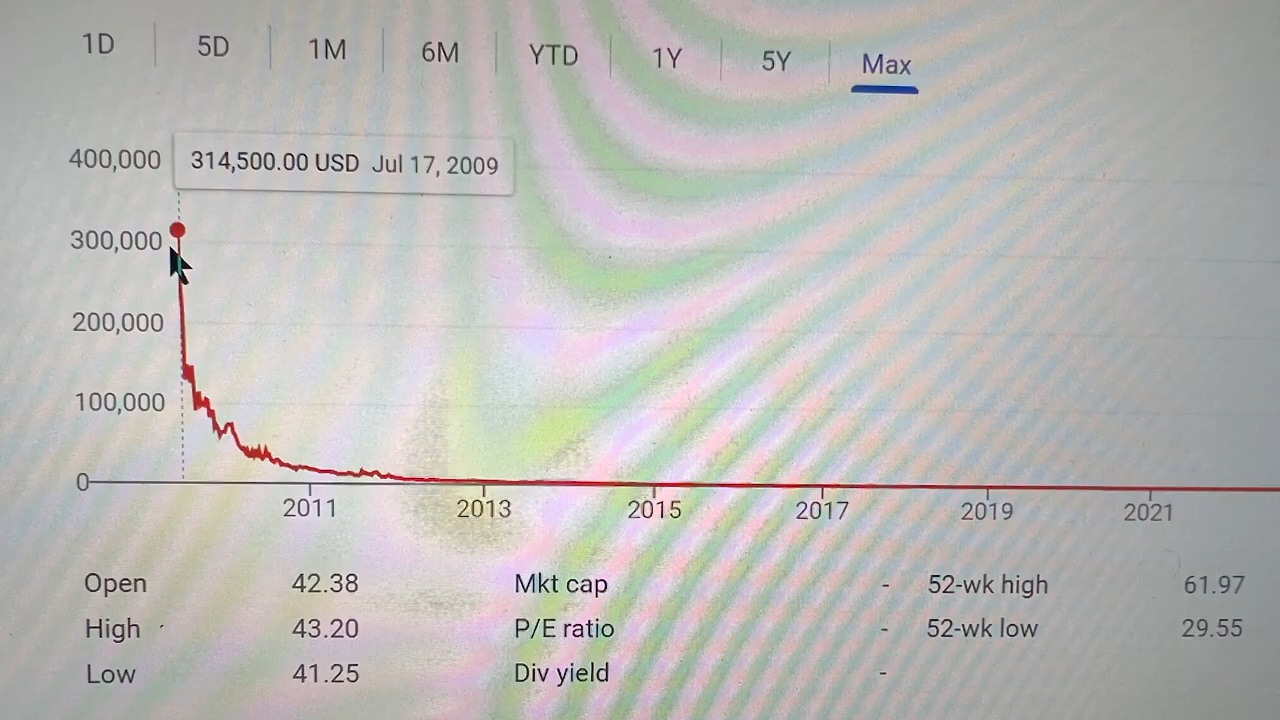 1D 5D 1M 6M YTD 1Y 5Y Max
400,000
314,500.00 USD Jul 17, 2009
300,000
200,000
100,000
0
2011 2013 2015 2017 2019 2021
Open 42.38 Mkt cap - 52-wk high 61.97
High 43.20 P/E ratio - 52-wk low 29.55
Low 41.25 Div yield -